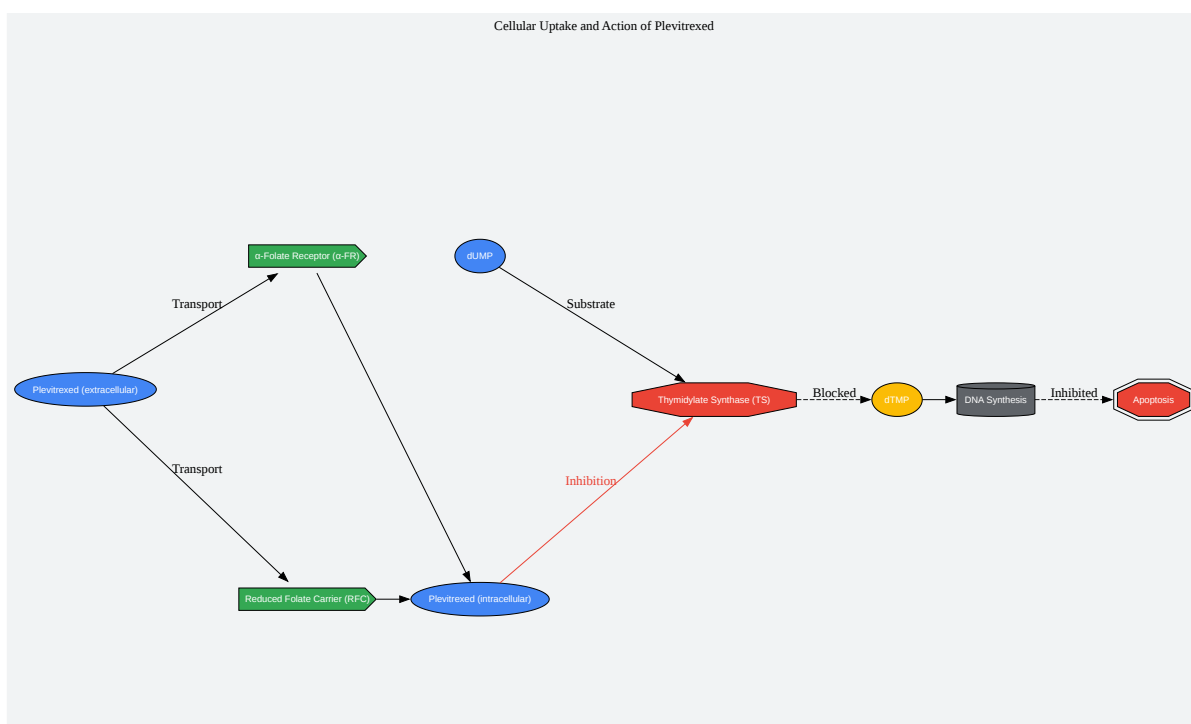 Cellular Uptake and Action of Plevitrexed
α-Folate Receptor (α-FR)
dUMP
Transport
Substrate
Plevitrexed (extracellular)
Thymidylate Synthase (TS)
Blocked
dTMP
DNA Synthesis
Inhibited
Apoptosis
Transport
Inhibition
Reduced Folate Carrier (RFC)
Plevitrexed (intracellular)